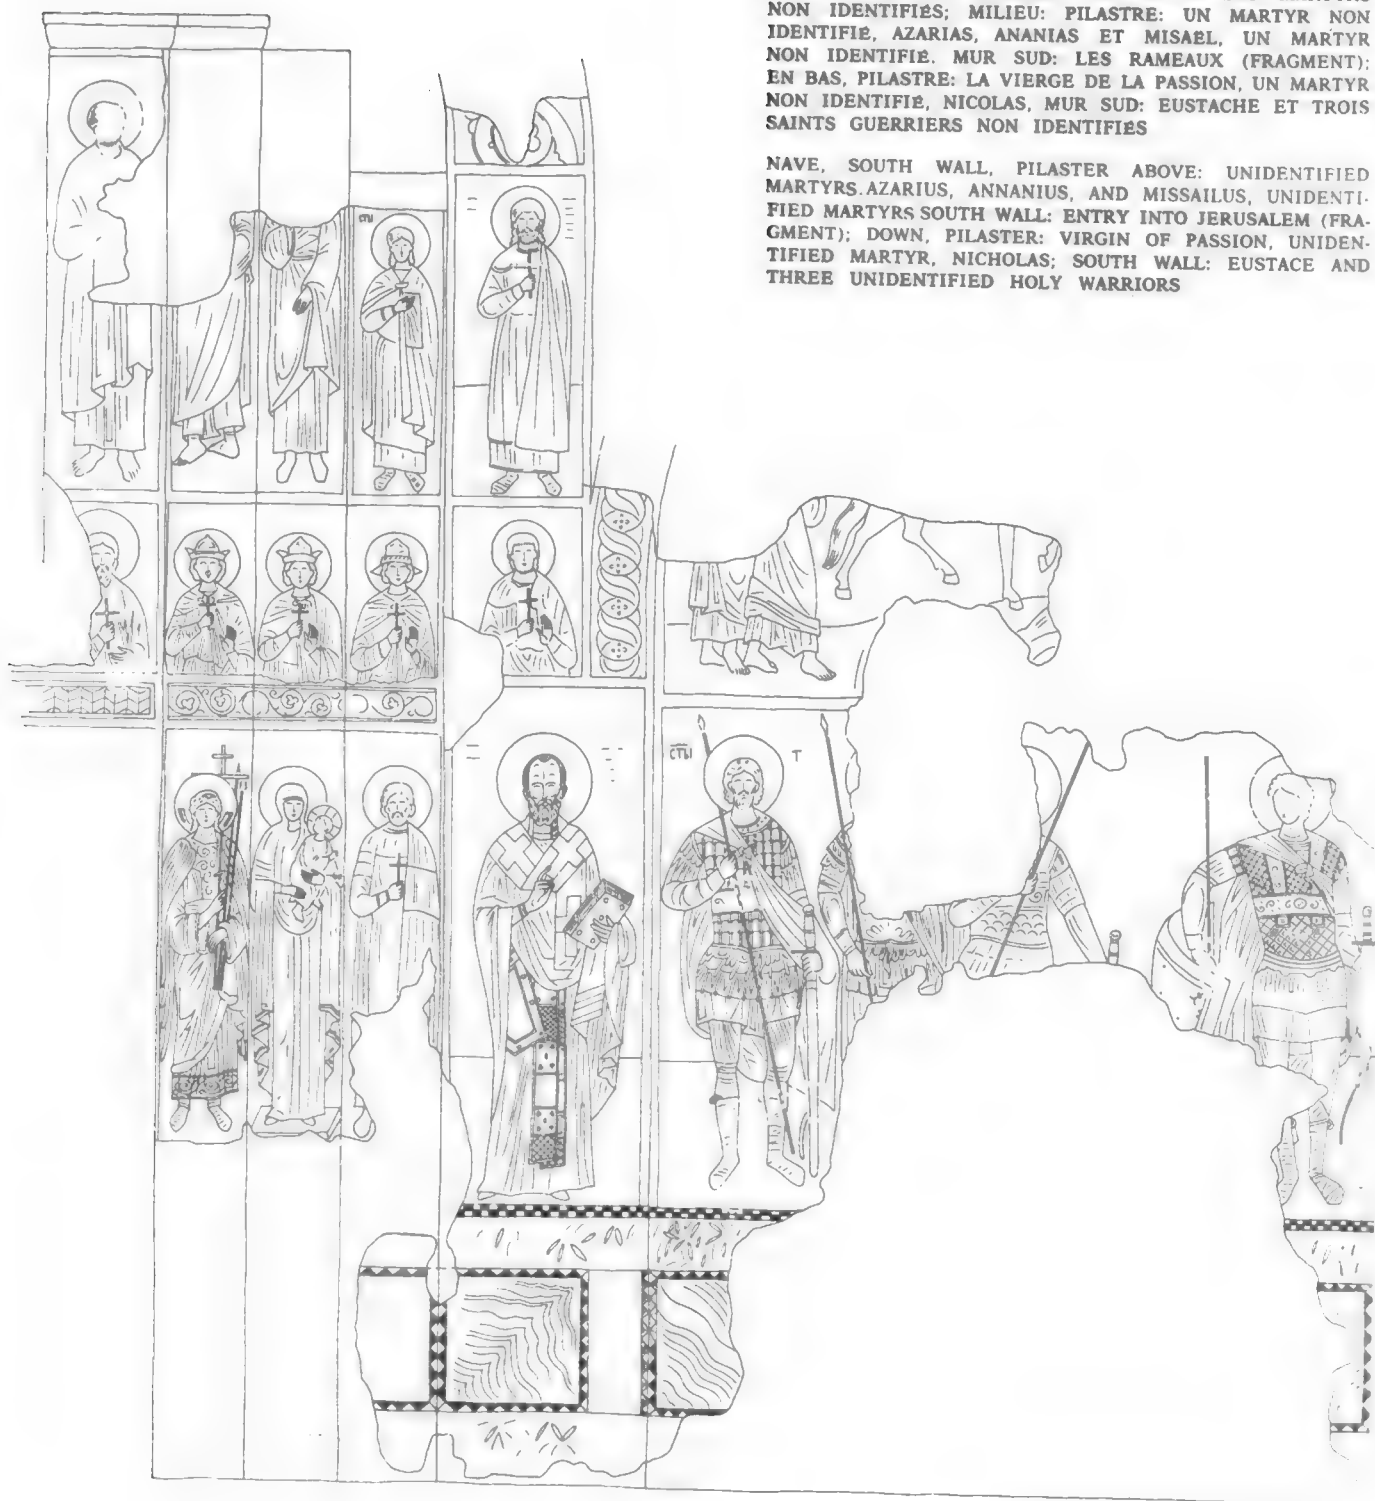 NON IDENTIFIÉS; MILIEU: PILASTRE: UN MARTYR NON
IDENTIFIÉ, AZARIAS, ANANIAS ET MISAËL, UN MARTYR
NON IDENTIFIÉ. MUR SUD: LES RAMEAUX (FRAGMENT);
EN BAS, PILASTRE: LA VIERGE DE LA PASSION, UN MARTYR
NON IDENTIFIÉ, NICOLAS, MUR SUD: EUSTACHE ET TROIS
SAINTS GUERRIERS NON IDENTIFIÉS
NAVE, SOUTH WALL, PILASTER ABOVE: UNIDENTIFIED
MARTYRS. AZARIUS, ANNANIUS, AND MISSAILUS, UNIDENTI-
FIED MARTYRS SOUTH WALL: ENTRY INTO JERUSALEM (FRA-
GMENT); DOWN, PILASTER: VIRGIN OF PASSION, UNIDEN-
TIFIED MARTYR, NICHOLAS; SOUTH WALL: EUSTACE AND
THREE UNIDENTIFIED HOLY WARRIORS
СТЫ Т